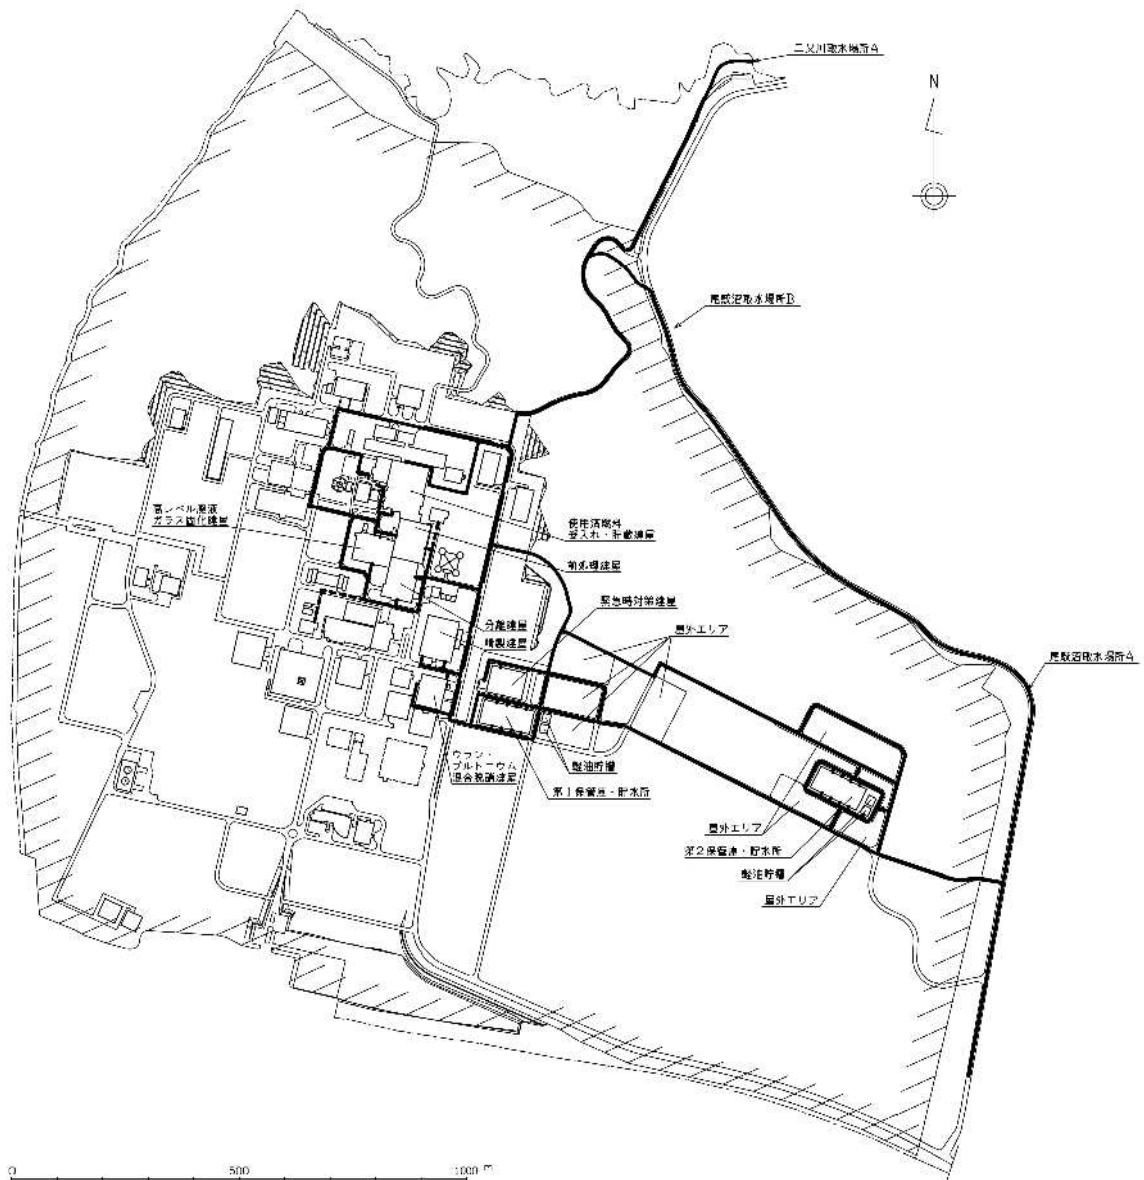 二又川取水場所A
N
尾駮沼取水場所B
高レベル廃液
ガラス固化建屋
使用済燃料
受入れ・貯蔵建屋
前処理建屋
緊急時対策建屋
分離建屋
屋外エリア
精製建屋
尾駮沼取水場所A
ウラン・
プルトニウム
混合脱硝建屋
軽油貯槽
第1保管庫・貯水所
屋外エリア
第2保管庫・貯水所
軽油貯槽
屋外エリア
0 500 1000 m